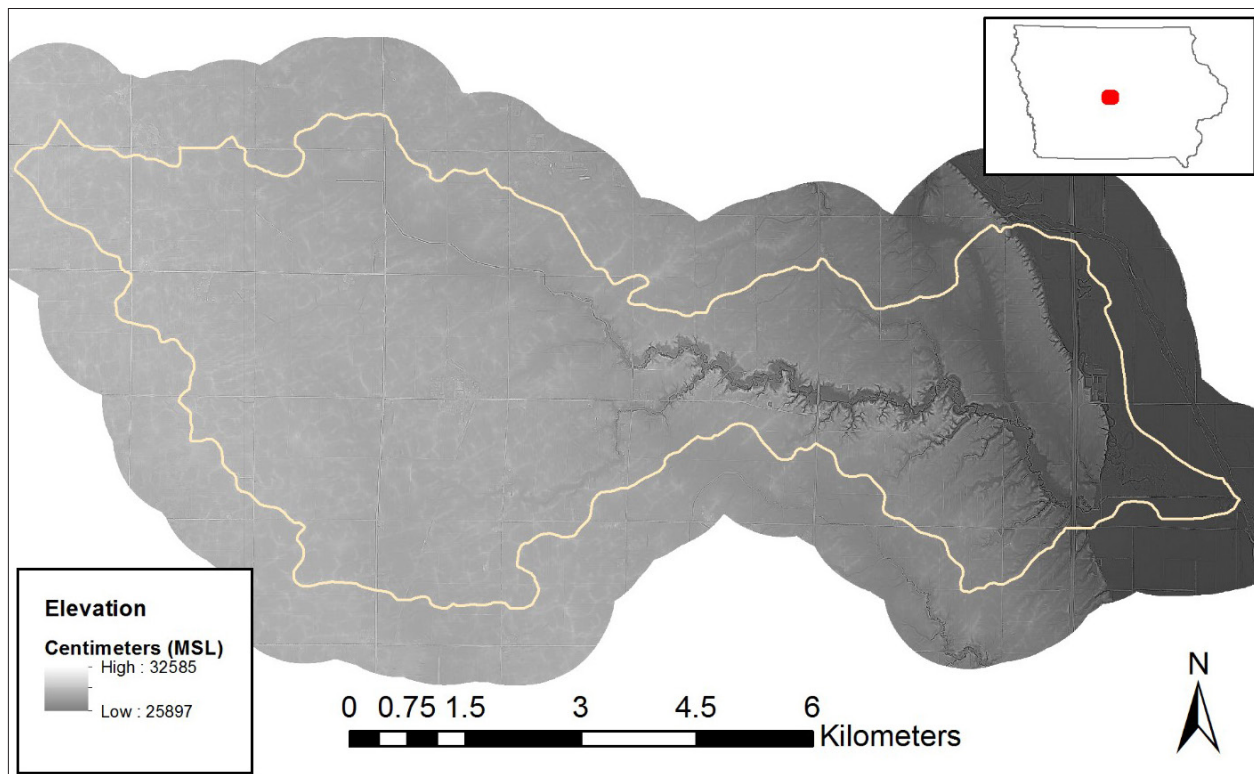 N
Elevation
Centimeters (MSL)
High : 32585
Low : 25897
0 0.75 1.5 3 4.5 6
Kilometers